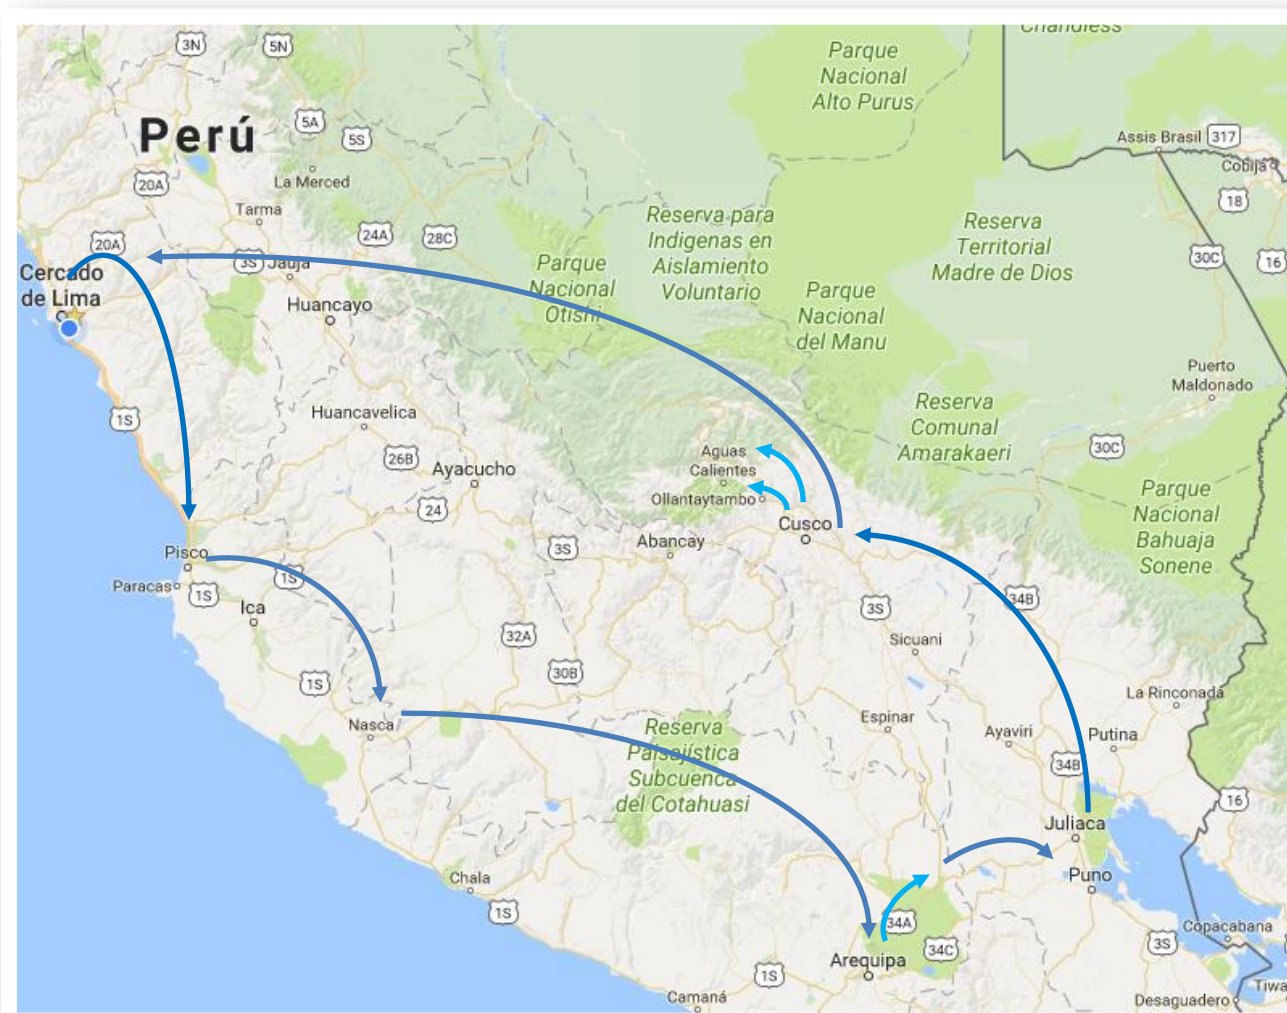 Chandless
3N
5N
Parque
Nacional
Alto Purus
Perú
5A
5S
Assis Brasil
317
Cobija
20A
La Merced
18
Tarma
Reserva para
Indigenas en
Aislamiento
Voluntario
Reserva
Territorial
Madre de Dios
24A
28C
20A
30C
16
3S
Jauja
Parque
Nacional
Otishi
Cercado
de Lima
Huancayo
Parque
Nacional
del Manu
Puerto
Maldonado
1S
Huancavelica
Reserva
Comunal
Amarakaeri
30C
26B
Ayacucho
Aguas
Calientes
Ollantaytambo
24
Parque
Nacional
Bahuaja
Sonene
Cusco
Pisco
3S
Abancay
Paracas
1S
1S
Ica
3S
34B
32A
Sicuani
30B
1S
La Rinconada
Nasca
Reserva
Paisajística
Subcuenca
del Cotahuasi
Espinar
Ayaviri
Putina
34B
16
Juliaca
Chala
Puno
1S
34A
34C
Copacabana
3S
Arequipa
1S
Camaná
Desaguadero
Tiwa